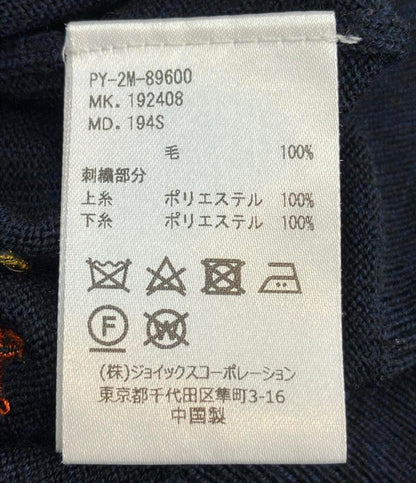 PY-2M-89600
MK. 192408
MD. 194S
毛 100%
刺繍部分
上糸 ポリエステル 100%
下糸 ポリエステル 100%
F W
(株)ジョイックスコーポレーション
東京都千代田区隼町3-16
中国製